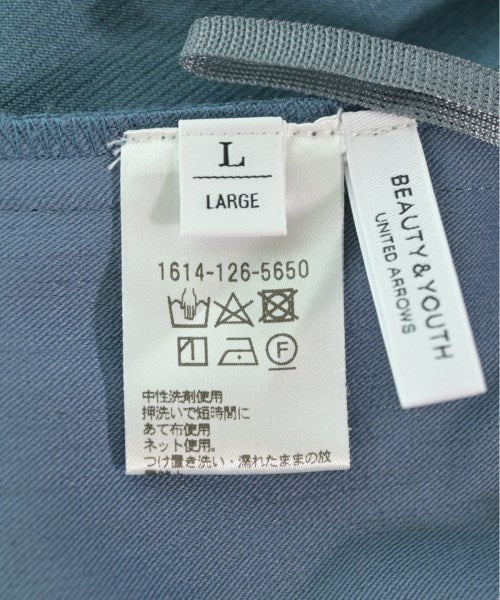 L
LARGE
1614-126-5650
F
中性洗剤使用
押洗いで短時間に
あて布使用
ネット使用。
つけ置き洗い・濡れたままの放
BEAUTY & YOUTH
UNITED ARROWS